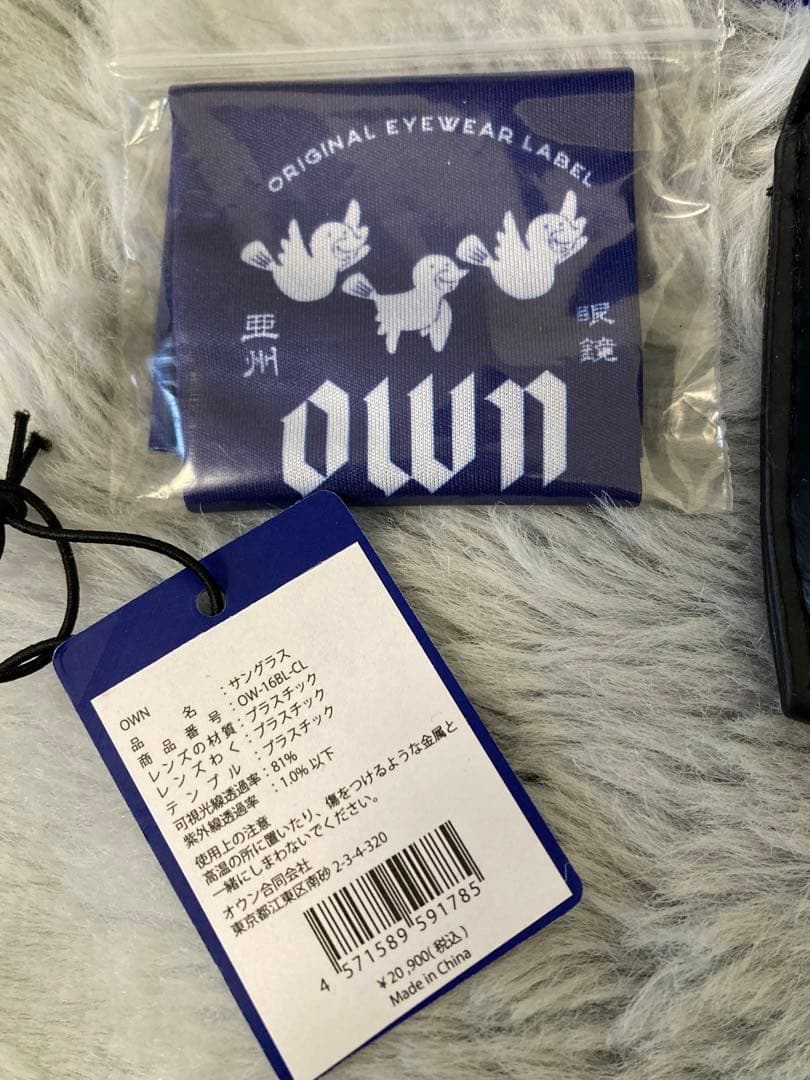 ORIGINAL EYEWEAR LABEL
亜州
眼鏡
own
OWN
品名:サングラス
商品番号:OW-16BL-CL
レンズの材質:プラスチック
レンズわく:プラスチック
テンプル:プラスチック
可視光線透過率:81%
紫外線透過率:1.0%以下
使用上の注意
高温の所に置いたり、傷をつけるような金属と
一緒にしまわないでください。
オウン合同会社
東京都江東区南砂 2-3-4-320
4 571589 591785
¥20,900(税込)
Made in China